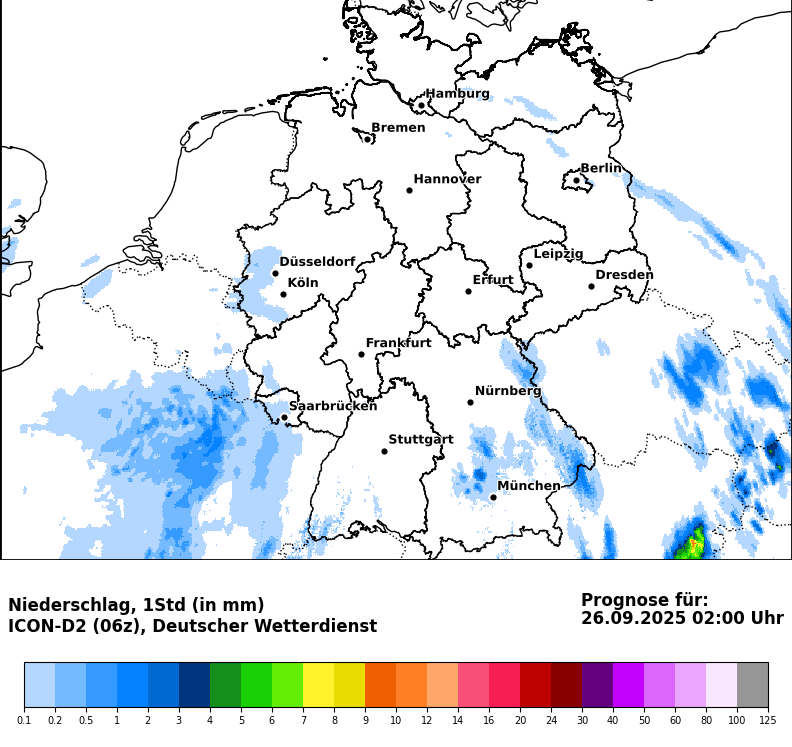 Hamburg
Bremen
Berlin
Hannover
Leipzig
Düsseldorf
Dresden
Köln
Erfurt
Frankfurt
Nürnberg
Saarbrücken
Stuttgart
München
Niederschlag, 1Std (in mm)
ICON-D2 (06z), Deutscher Wetterdienst
Prognose für:
26.09.2025 02:00 Uhr
0.1 0.2 0.5 1 2 3 4 5 6 7 8 9 10 12 14 16 20 24 30 40 50 60 80 100 125